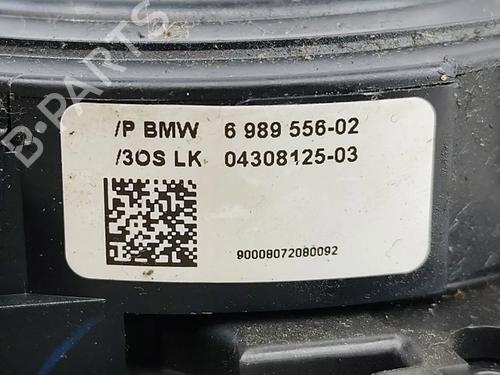 B-PARTS
/P BMW 6 989 556-02
/3OS LK 04308125-03
90008072080092